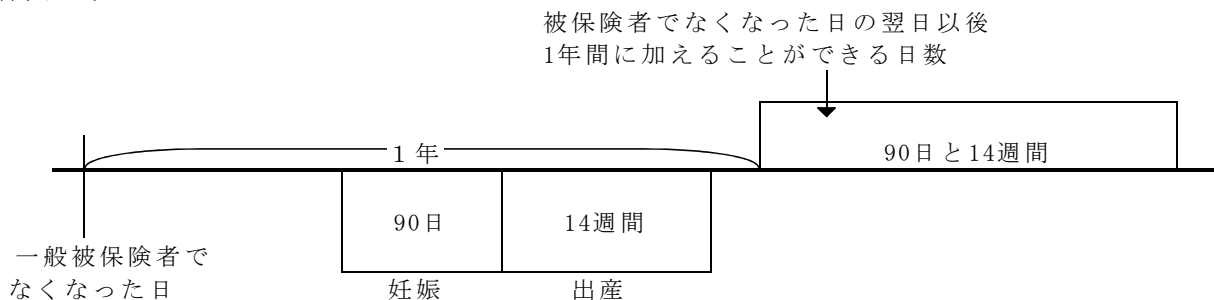 被保険者でなくなった日の翌日以後
1年間に加えることができる日数
1年
90日と14週間
90日
14週間
一般被保険者で
なくなった日
妊娠
出産